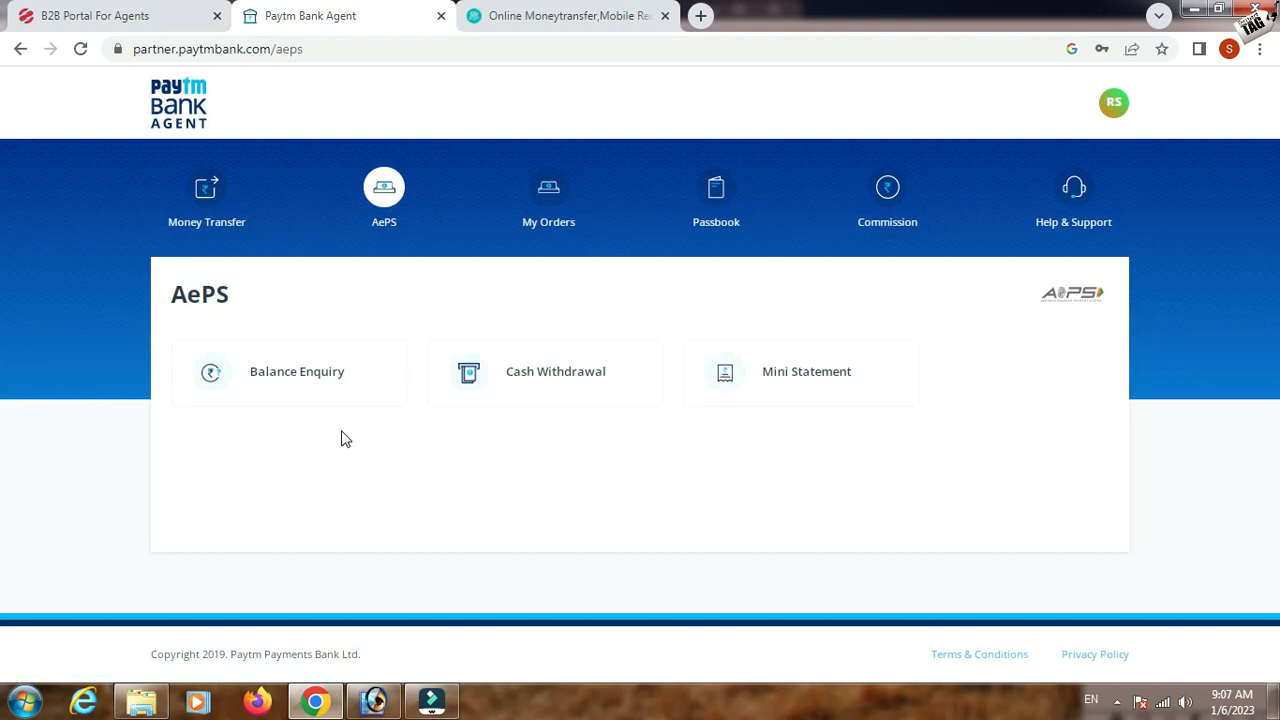 B2B Portal For Agents
Paytm Bank Agent
Online Moneytransfer,Mobile Re
TAG
partner.paytmbank.com/aeps
S
paytm
BANK
AGENT
RS
Money Transfer
AePS
My Orders
Passbook
Commission
Help & Support
AePS
AePS
Balance Enquiry
Cash Withdrawal
Mini Statement
Copyright 2019. Paytm Payments Bank Ltd.
Terms & Conditions
Privacy Policy
EN
9:07 AM
1/6/2023